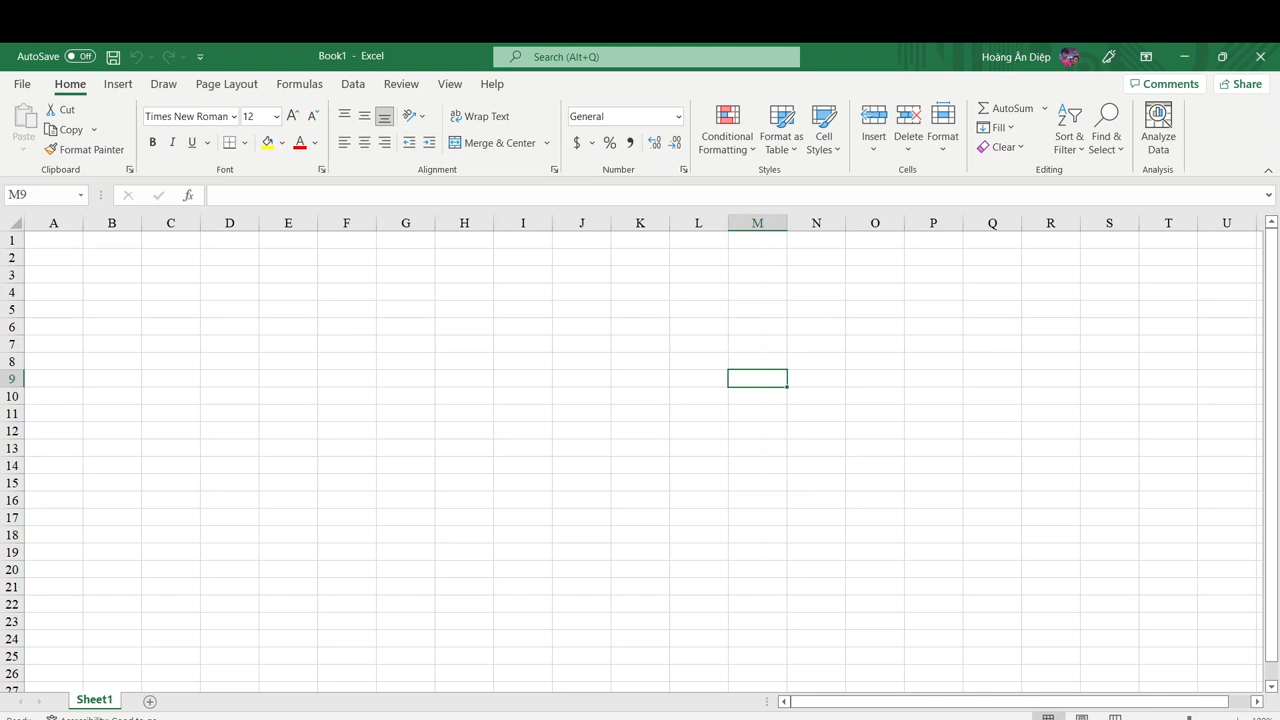 AutoSave Off Book1 - Excel Search (Alt+Q) Hoàng Ân Diệp
File Home Insert Draw Page Layout Formulas Data Review View Help Comments Share
Paste Cut Copy Format Painter Clipboard
Times New Roman 12 B I U A Font
Wrap Text Merge & Center Alignment
General $ % Number
Conditional Formatting Format as Table Cell Styles Styles
Insert Delete Format Cells
AutoSum Fill Clear Sort & Filter Find & Select Editing
Analyze Data Analysis
M9 fx
A B C D E F G H I J K L M N O P Q R S T U
1
2
3
4
5
6
7
8
9
10
11
12
13
14
15
16
17
18
19
20
21
22
23
24
25
26
27
Sheet1